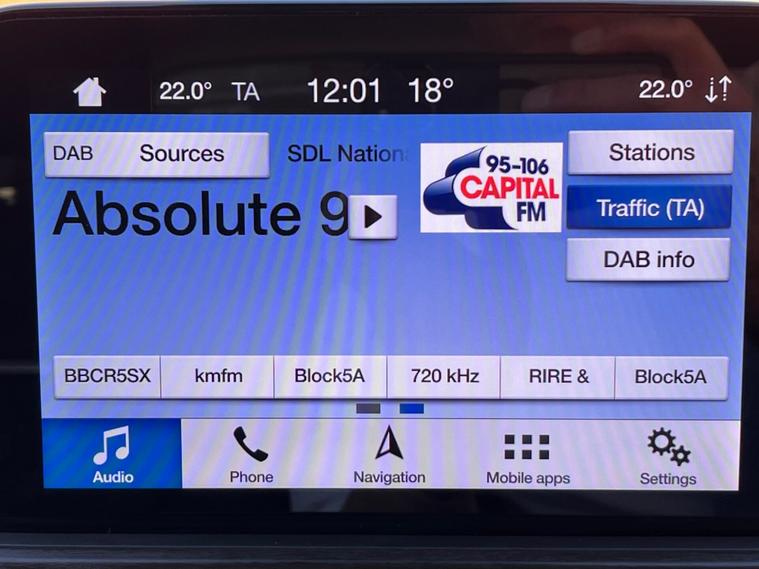 22.0° TA 12:01 18° 22.0°
DAB Sources SDL Nation
Absolute 9
95-106
CAPITAL
FM
Stations
Traffic (TA)
DAB info
BBCR5SX kmfm Block5A 720 kHz RIRE & Block5A
Audio Phone Navigation Mobile apps Settings